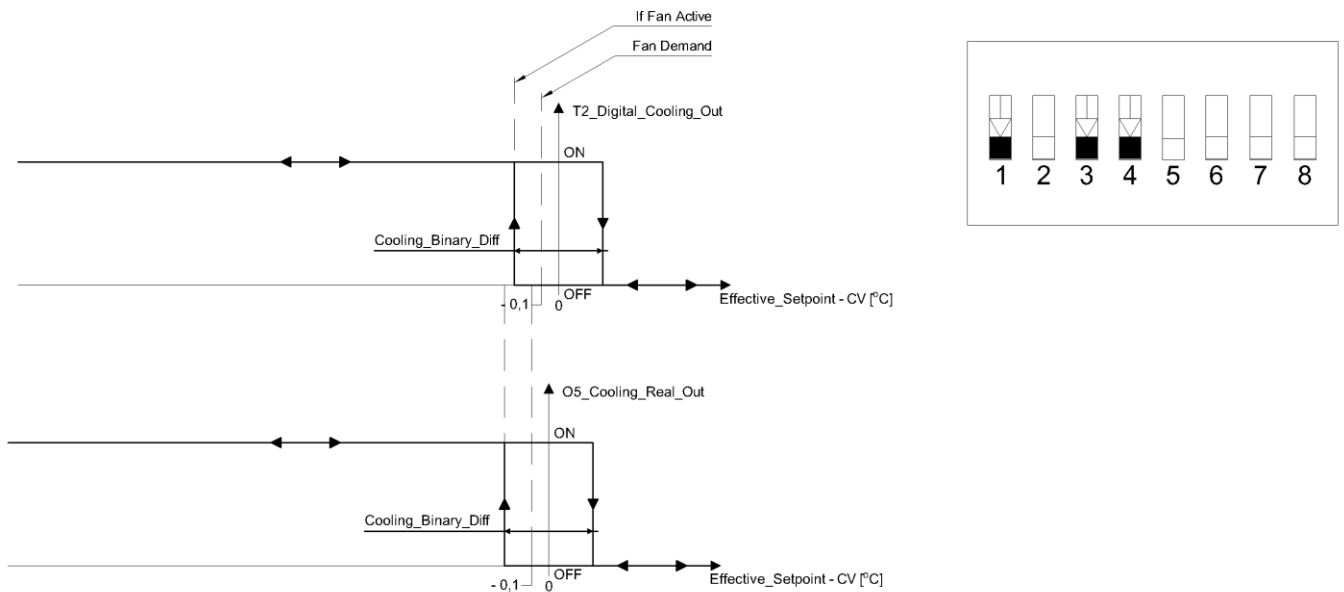 If Fan Active
Fan Demand
T2_Digital_Cooling_Out
ON
Cooling_Binary_Diff
OFF
- 0,1
0
Effective_Setpoint - CV [°C]
O5_Cooling_Real_Out
ON
Cooling_Binary_Diff
OFF
- 0,1
0
Effective_Setpoint - CV [°C]
1 2 3 4 5 6 7 8